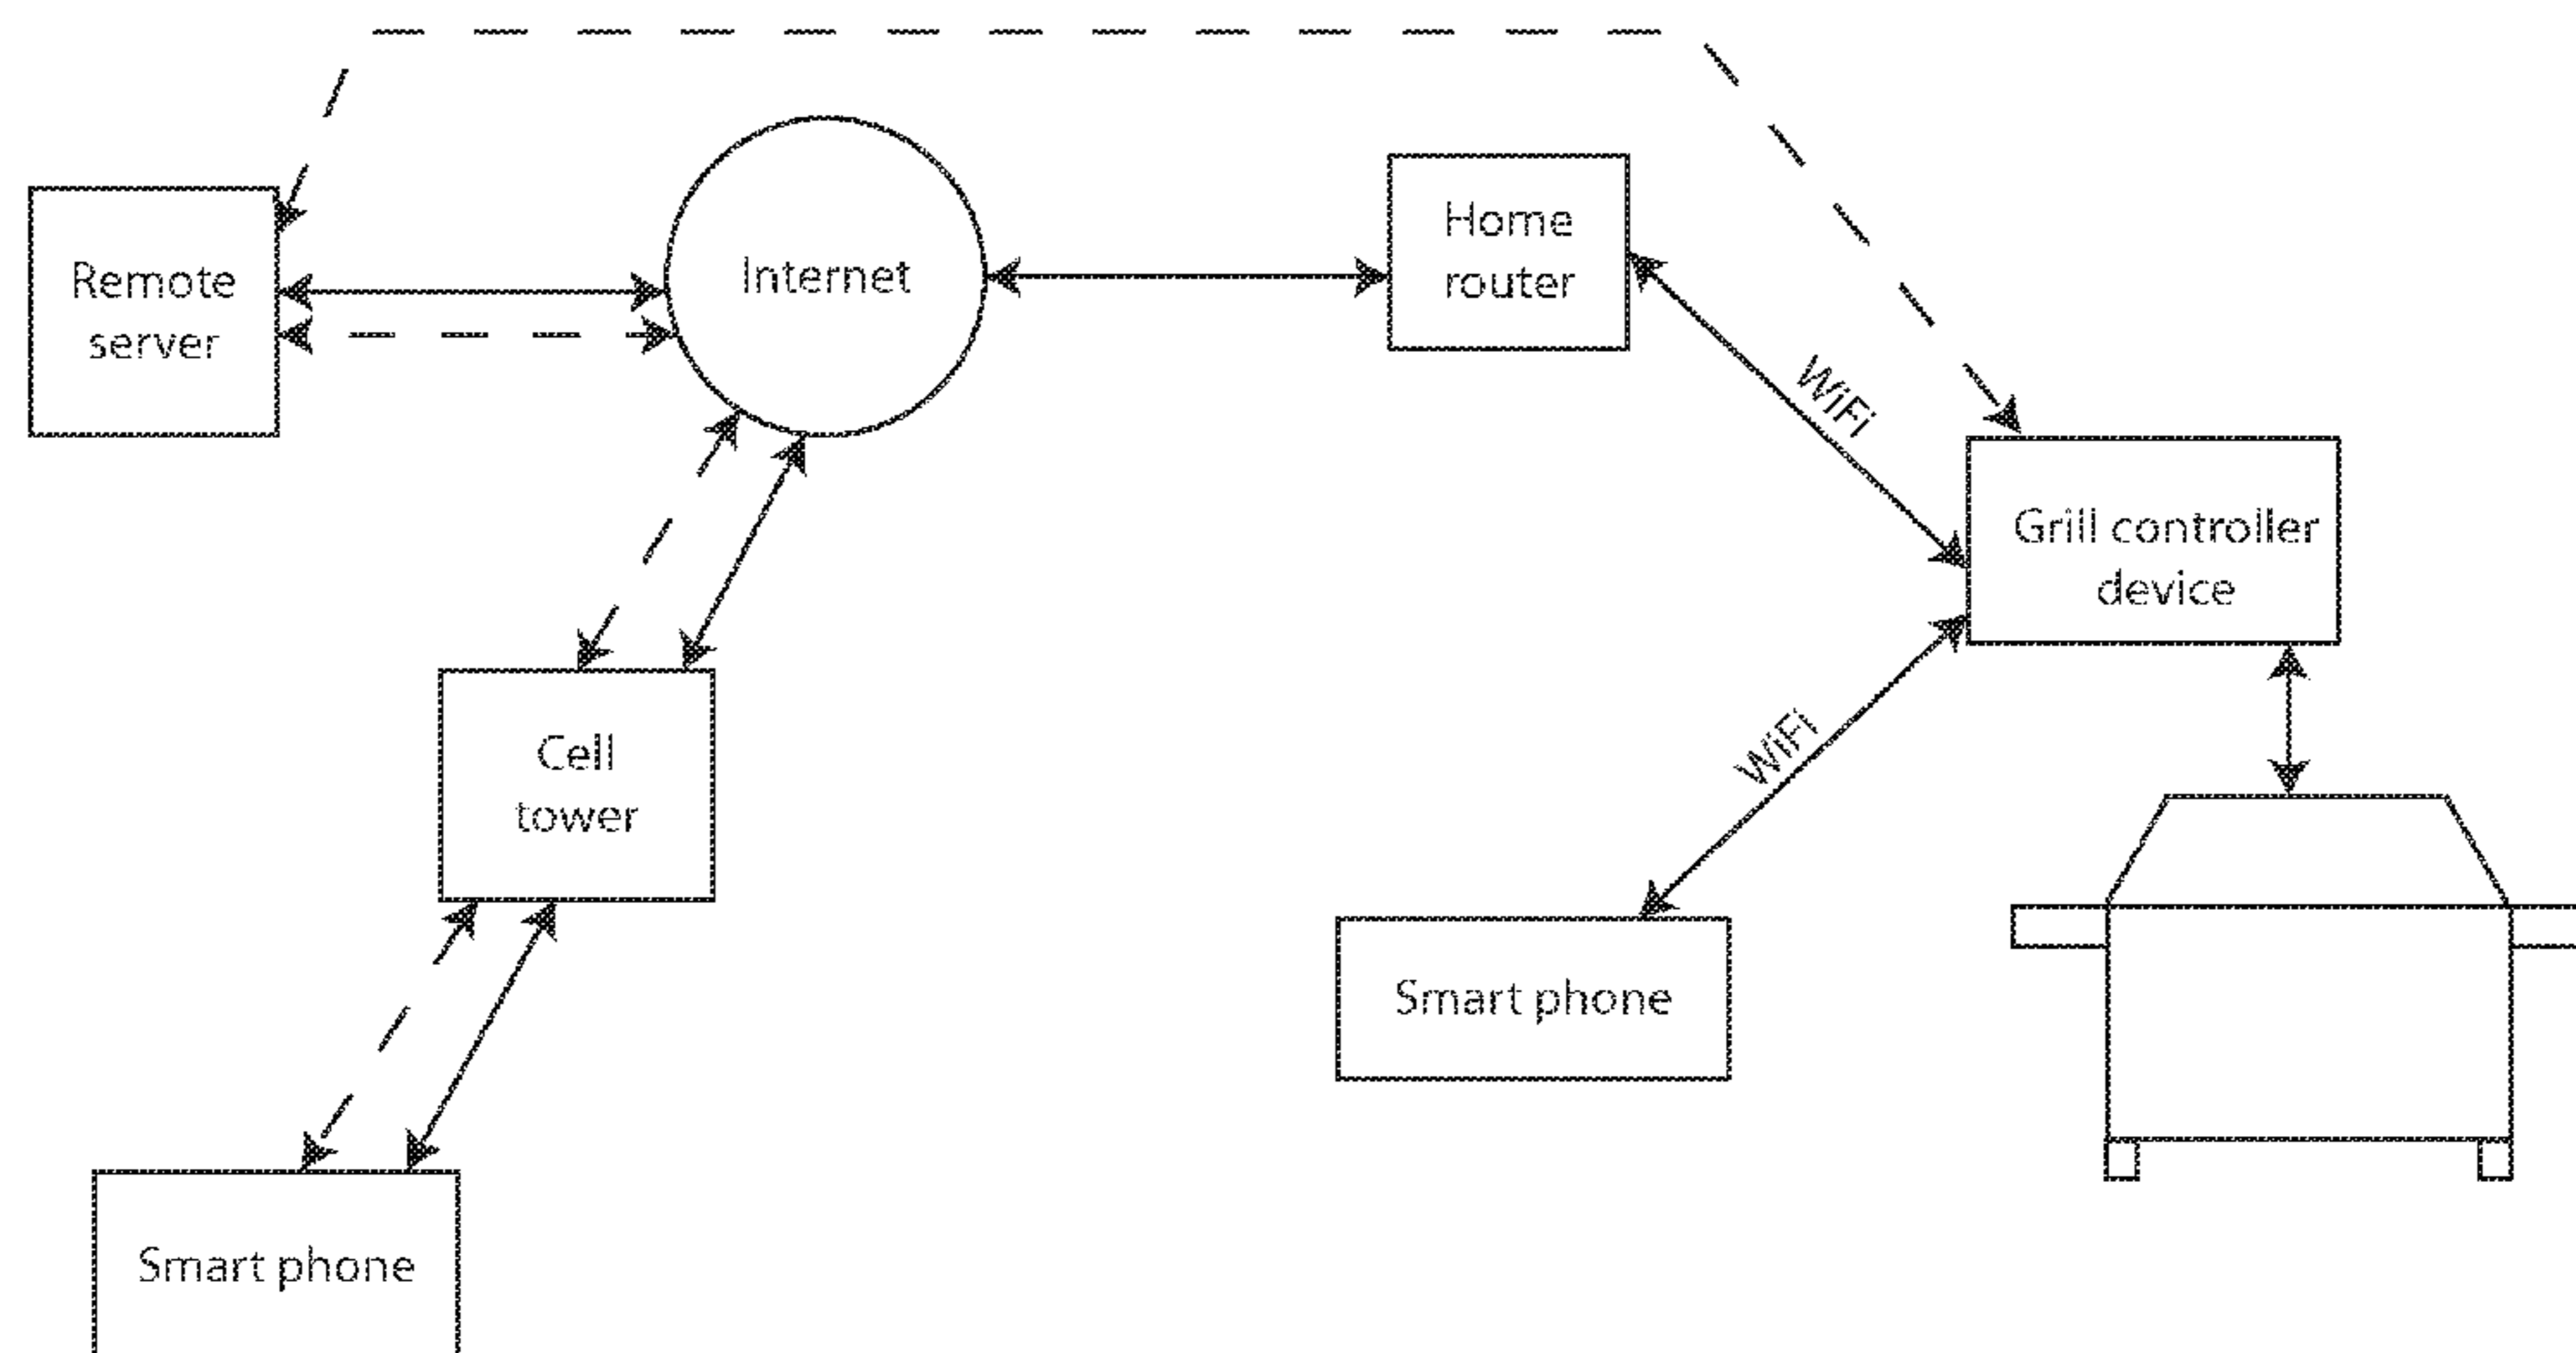 Remote
server
Internet
Home
router
WiFi
Grill controller
device
Cell
tower
WiFi
Smart phone
Smart phone